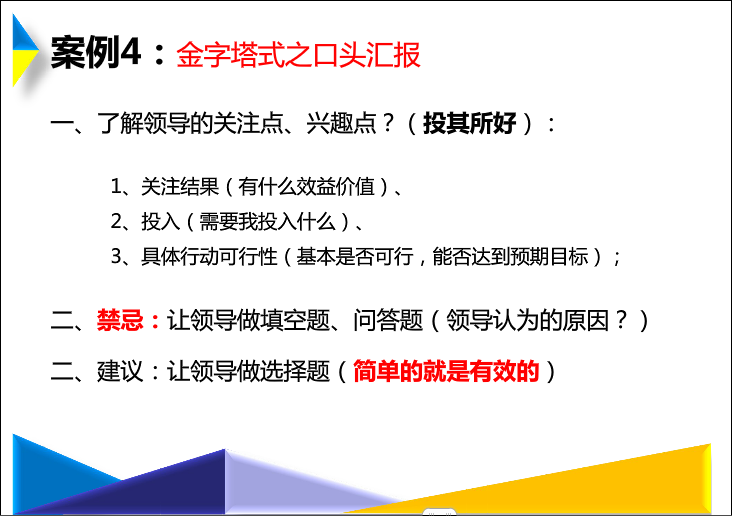 案例4：金字塔式之口头汇报
一、了解领导的关注点、兴趣点？（投其所好）：
1、关注结果（有什么效益价值）、
2、投入（需要我投入什么）、
3、具体行动可行性（基本是否可行，能否达到预期目标）；
二、禁忌：让领导做填空题、问答题（领导认为的原因？）
二、建议：让领导做选择题（简单的就是有效的）